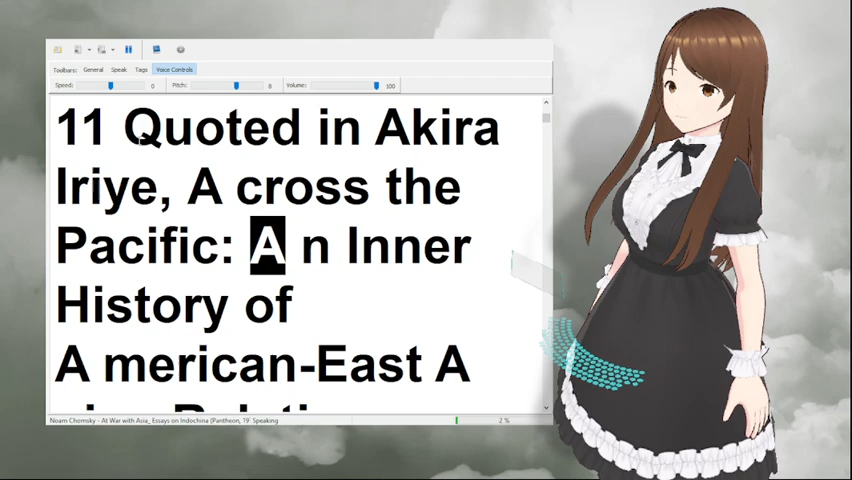 Toolbars: General Speak Tags Voice Controls
Speed: 0 Pitch: 8 Volume: 100
11 Quoted in Akira
Iriye, A cross the
Pacific: A n Inner
History of
A merican-East A
Noam Chomsky - At War with Asia_ Essays on Indochina (Pantheon, 19 Speaking 2 %